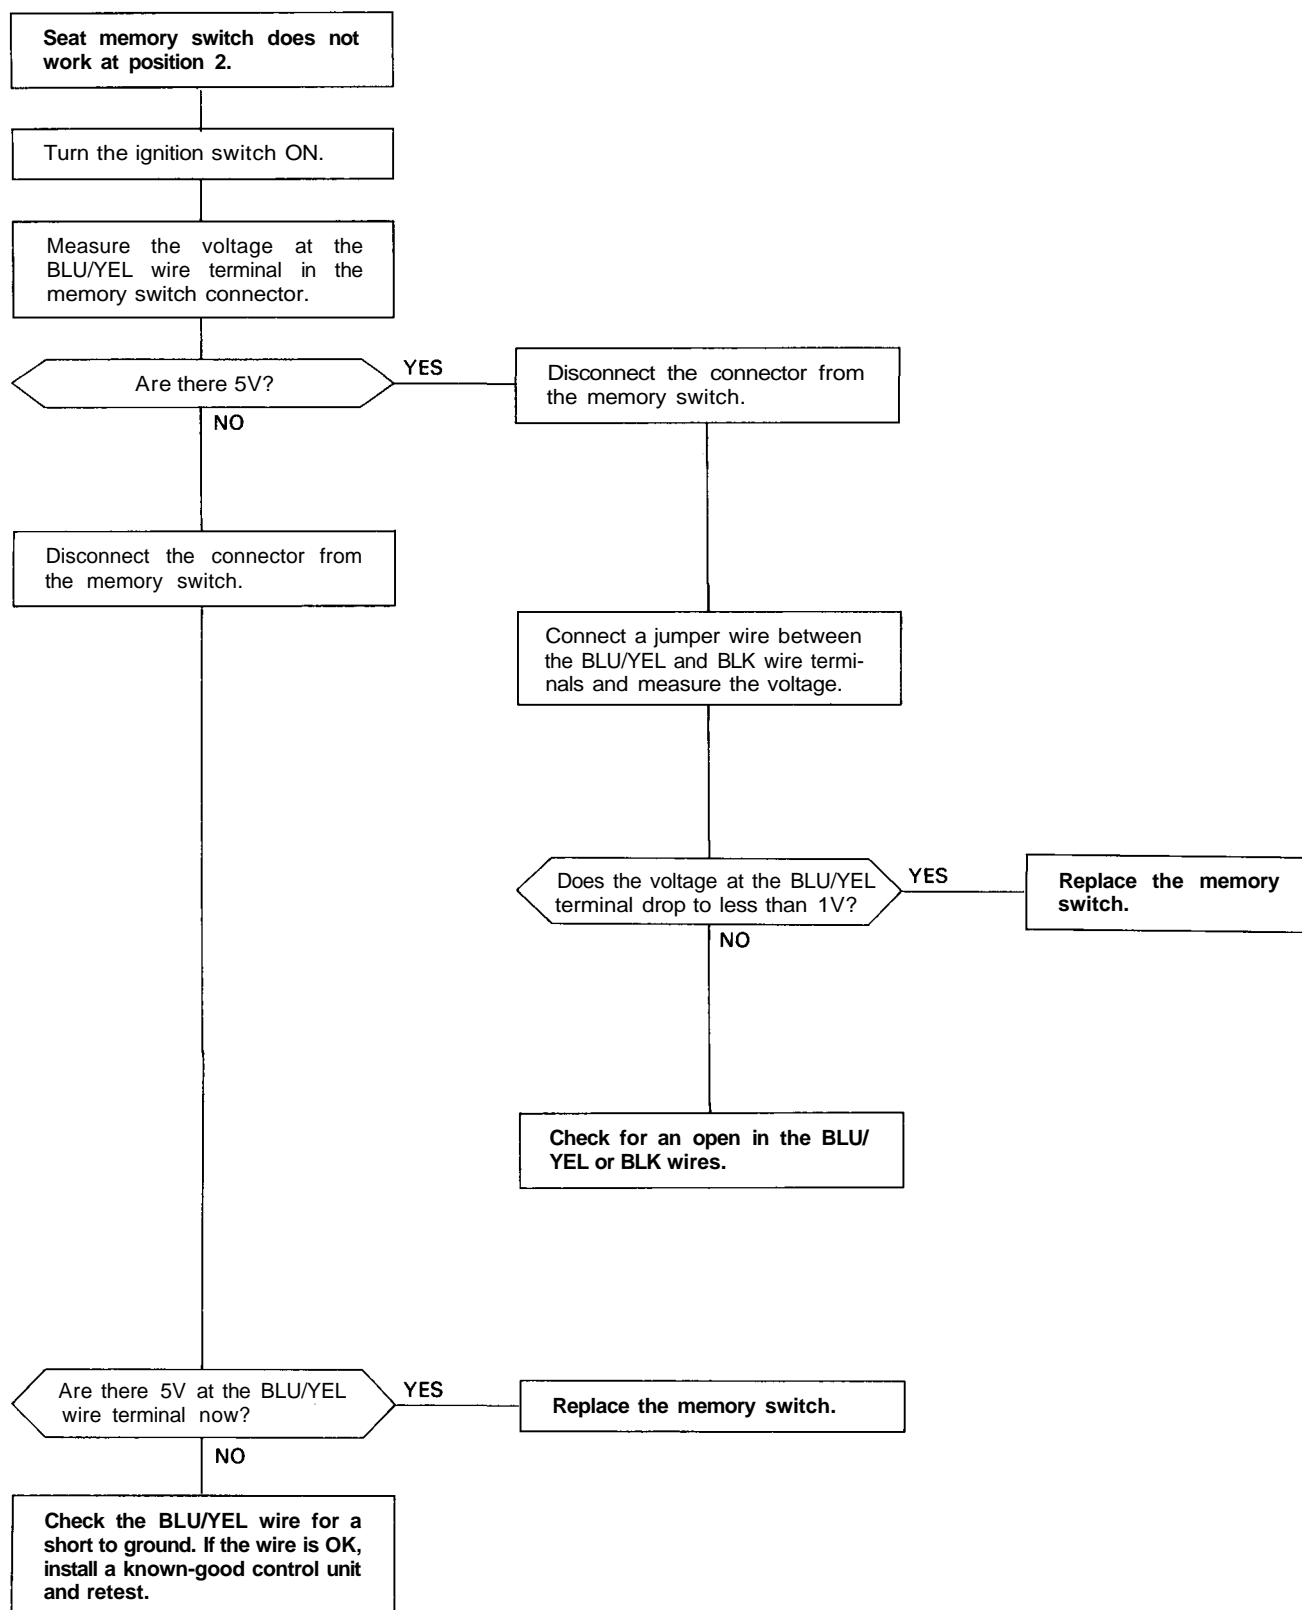 Seat memory switch does not
work at position 2.
Turn the ignition switch ON.
Measure the voltage at the
BLU/YEL wire terminal in the
memory switch connector.
Are there 5V?
YES
NO
Disconnect the connector from
the memory switch.
Disconnect the connector from
the memory switch.
Connect a jumper wire between
the BLU/YEL and BLK wire termi-
nals and measure the voltage.
Does the voltage at the BLU/YEL
terminal drop to less than 1V?
YES
NO
Replace the memory
switch.
Check for an open in the BLU/
YEL or BLK wires.
Are there 5V at the BLU/YEL
wire terminal now?
YES
NO
Replace the memory switch.
Check the BLU/YEL wire for a
short to ground. If the wire is OK,
install a known-good control unit
and retest.